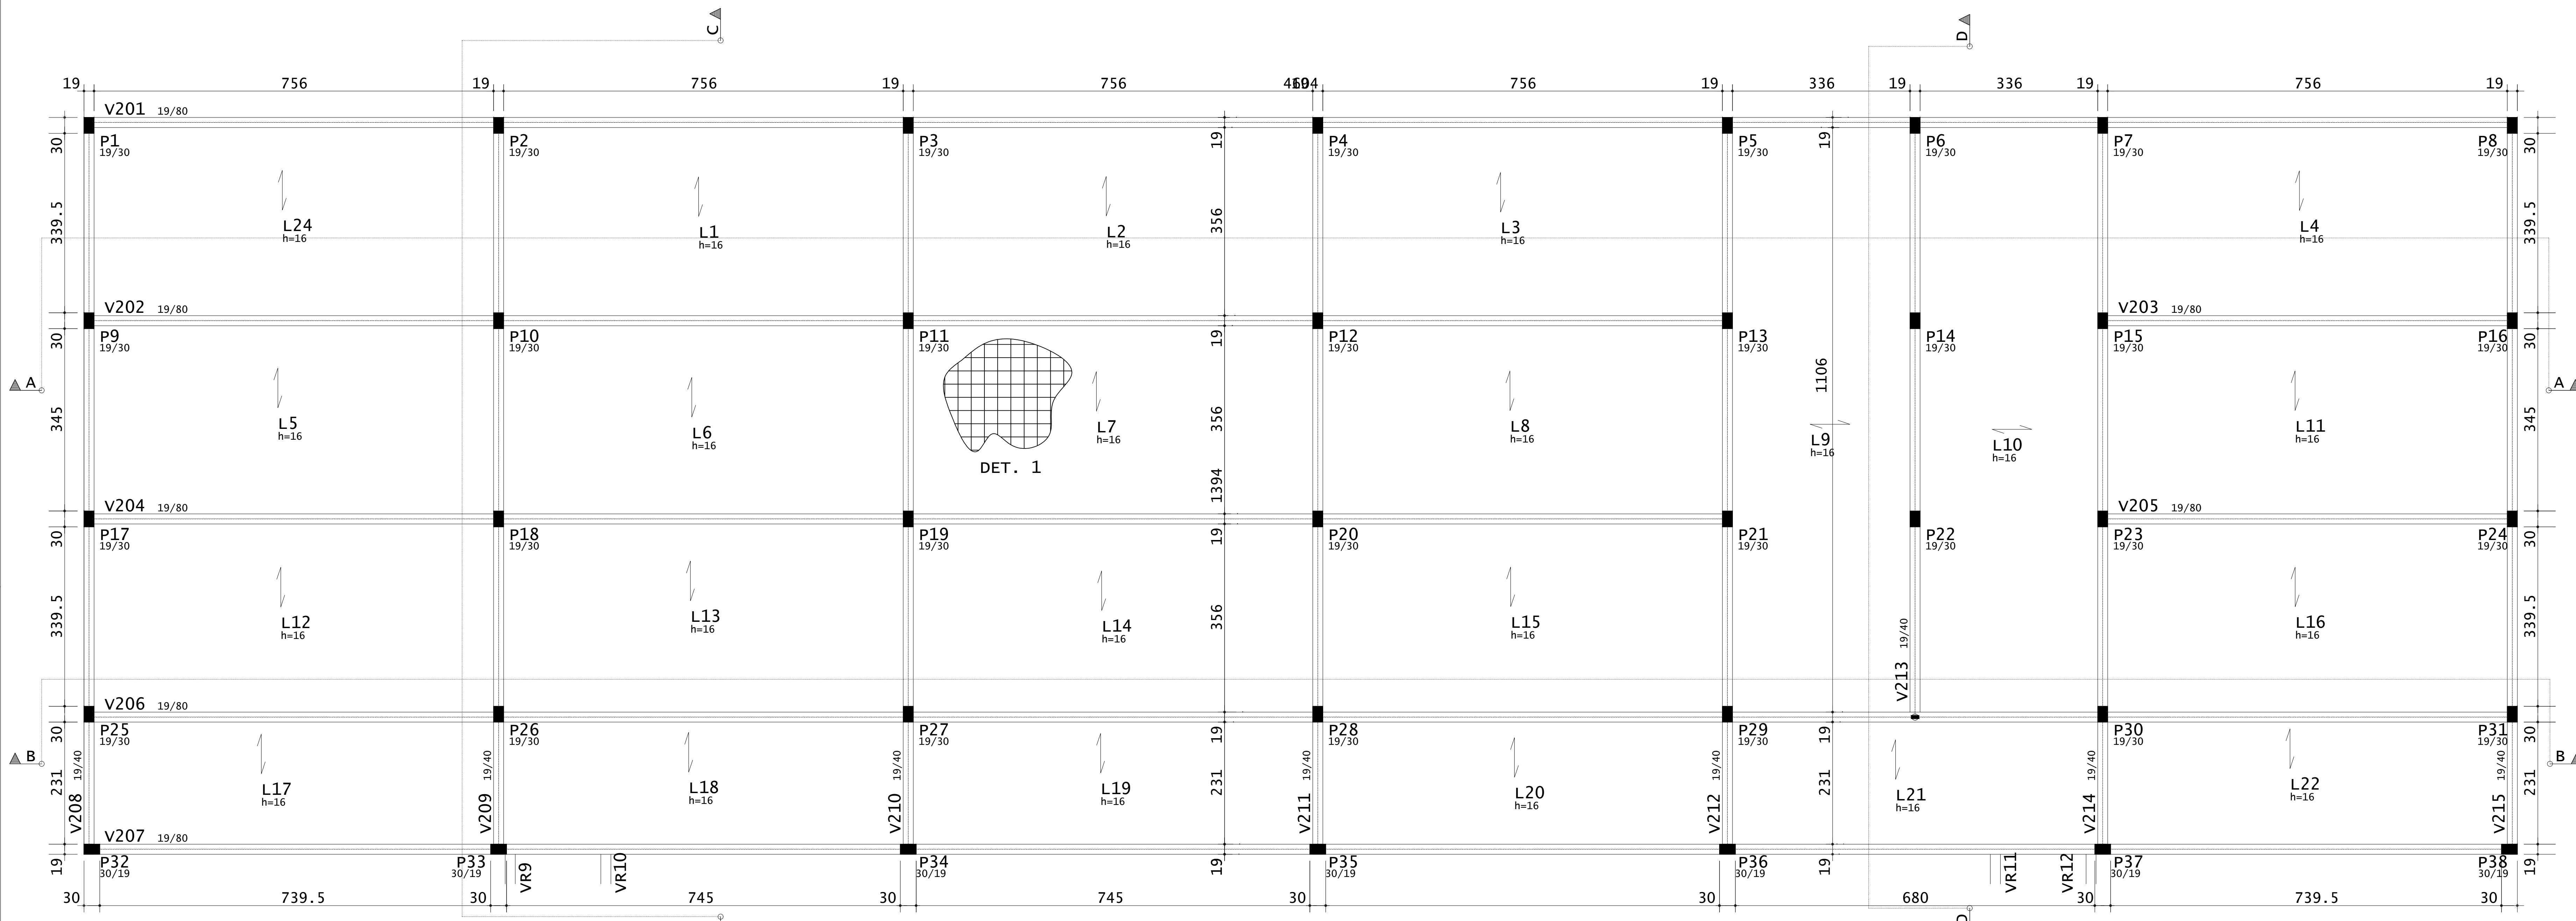 C
D
19 756 19 756 19 756 756 19 336 19 336 19 756 19
V201 19/80
P1 P2 P3 P4 P5 P6 P7 P8
19/30 19/30 19/30 19/30 19/30 19/30 19/30 19/30
30 19 19 30
339.5 356 339.5
L24 L1 L2 L3 L4
h=16 h=16 h=16 h=16 h=16
V202 19/80 V203 19/80
P9 P10 P11 P12 P13 P14 P15 P16
19/30 19/30 19/30 19/30 19/30 19/30 19/30 19/30
30 19 30
A 1106 A
345 356 345
L5 L6 L7 L8 L9 L10 L11
h=16 h=16 h=16 h=16 h=16 h=16 h=16
DET. 1
1394
V204 19/80 V205 19/80
P17 P18 P19 P20 P21 P22 P23 P24
19/30 19/30 19/30 19/30 19/30 19/30 19/30 19/30
30 19 30
339.5 356 339.5
L12 L13 L14 L15 L16
h=16 h=16 h=16 h=16 h=16
V213 19/40
V206 19/80
P25 P26 P27 P28 P29 P30 P31
19/30 19/30 19/30 19/30 19/30 19/30 19/30
30 19 19 30
B B
231 231 231 231
L17 L18 L19 L20 L21 L22
h=16 h=16 h=16 h=16 h=16 h=16
V208 19/40 V209 19/40 V210 19/40 V211 19/40 V212 19/40 V214 19/40 V215 19/40
V207 19/80
P32 P33 P34 P35 P36 P37 P38
30/19 30/19 30/19 30/19 30/19 30/19 30/19
19 VR9 VR10 19 19 VR11 VR12 19
30 739.5 30 745 30 745 30 30 680 30 739.5 30